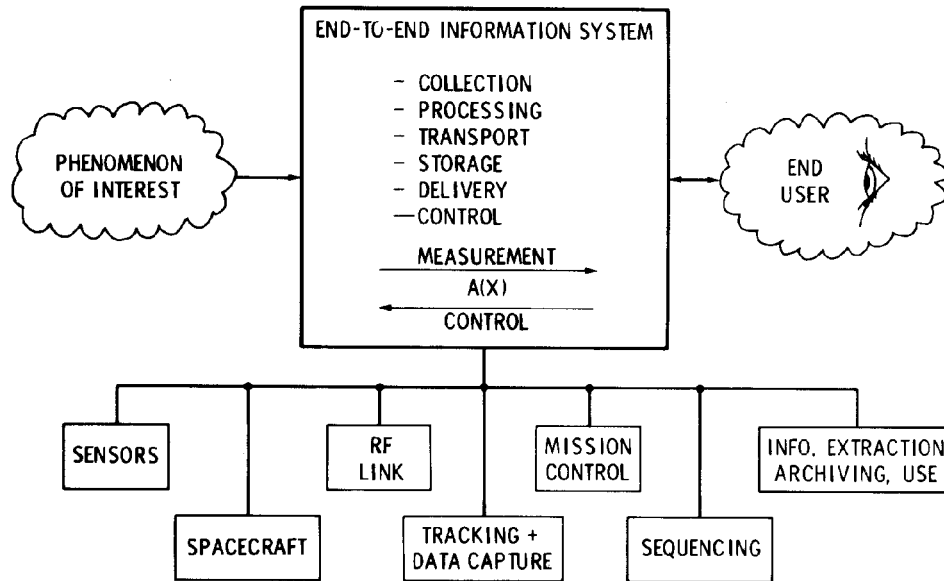 END-TO-END INFORMATION SYSTEM
- COLLECTION
- PROCESSING
- TRANSPORT
- STORAGE
- DELIVERY
— CONTROL
MEASUREMENT
A(X)
CONTROL
PHENOMENON
OF INTEREST
END
USER
SENSORS
RF
LINK
MISSION
CONTROL
INFO. EXTRACTION
ARCHIVING, USE
SPACECRAFT
TRACKING +
DATA CAPTURE
SEQUENCING